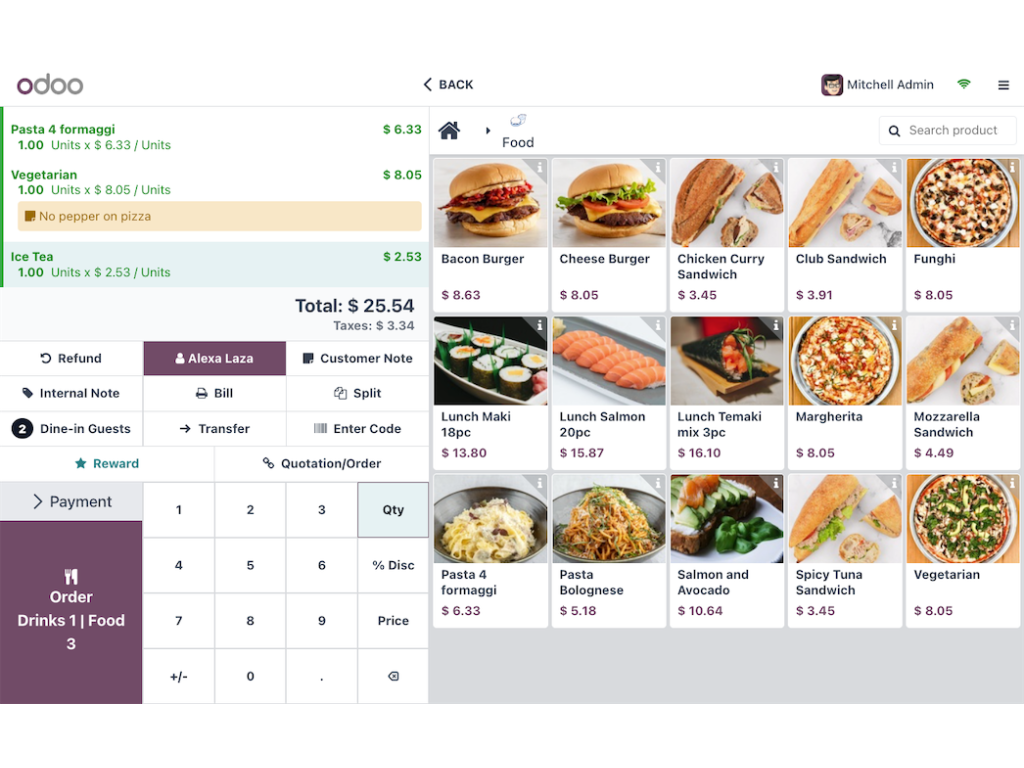 odoo
BACK
Mitchell Admin
Pasta 4 formaggi $ 6.33
1.00 Units x $ 6.33 / Units
Vegetarian $ 8.05
1.00 Units x $ 8.05 / Units
No pepper on pizza
Ice Tea $ 2.53
1.00 Units x $ 2.53 / Units
Total: $ 25.54
Taxes: $ 3.34
Refund
Alexa Laza
Customer Note
Internal Note
Bill
Split
2 Dine-in Guests
Transfer
Enter Code
Reward
Quotation/Order
Payment
Order
Drinks 1 | Food
3
1 2 3 Qty
4 5 6 % Disc
7 8 9 Price
+/- 0 .
Food
Search product
Bacon Burger
$ 8.63
Cheese Burger
$ 8.05
Chicken Curry
Sandwich
$ 3.45
Club Sandwich
$ 3.91
Funghi
$ 8.05
Lunch Maki
18pc
$ 13.80
Lunch Salmon
20pc
$ 15.87
Lunch Temaki
mix 3pc
$ 16.10
Margherita
$ 8.05
Mozzarella
Sandwich
$ 4.49
Pasta 4
formaggi
$ 6.33
Pasta
Bolognese
$ 5.18
Salmon and
Avocado
$ 10.64
Spicy Tuna
Sandwich
$ 3.45
Vegetarian
$ 8.05